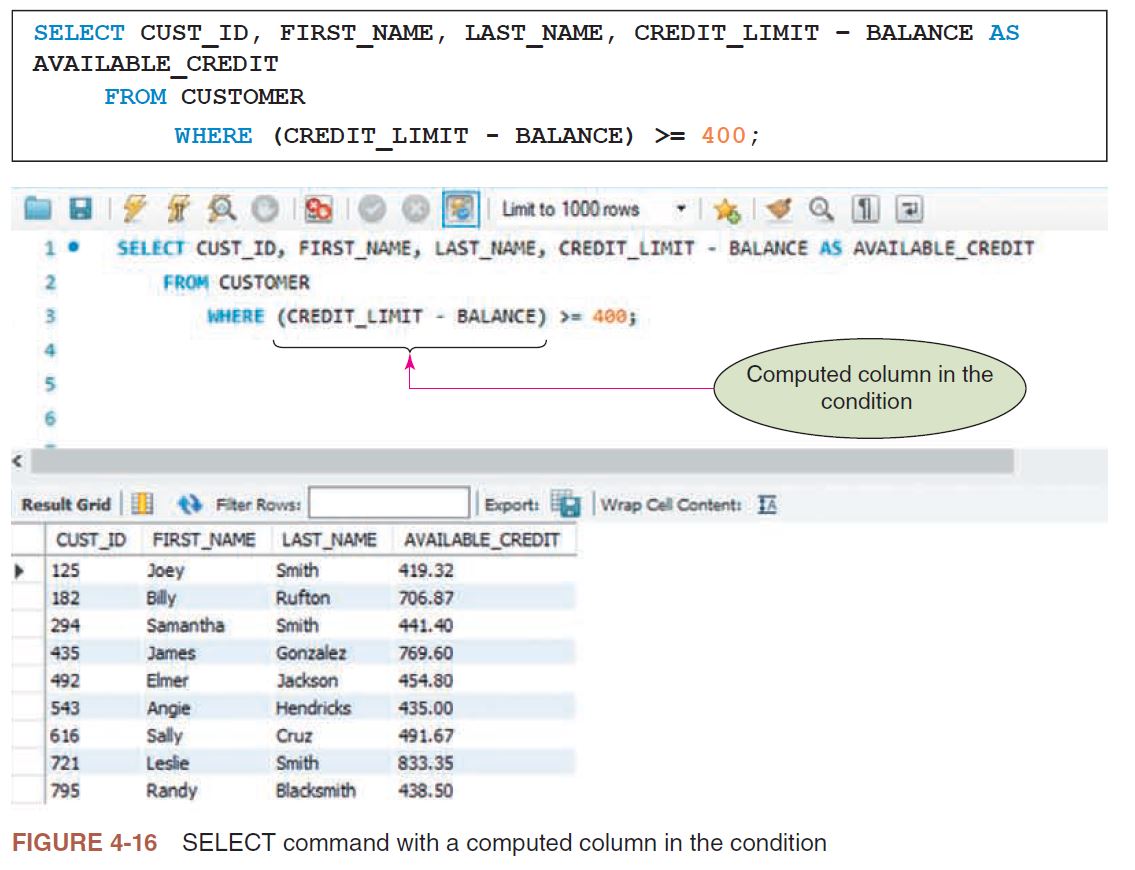 SELECT CUST_ID, FIRST_NAME, LAST_NAME, CREDIT_LIMIT – BALANCE AS
AVAILABLE_CREDIT
FROM CUSTOMER
WHERE (CREDIT_LIMIT - BALANCE) >= 400;
Limit to 1000 rows
1 SELECT CUST_ID, FIRST_NAME, LAST_NAME, CREDIT_LIMIT - BALANCE AS AVAILABLE_CREDIT
2 FROM CUSTOMER
3 WHERE (CREDIT_LIMIT - BALANCE) >= 400;
4
5
6
Computed column in the
condition
Result Grid Filter Rows: Export: Wrap Cell Content:
CUST_ID FIRST_NAME LAST_NAME AVAILABLE_CREDIT
125 Joey Smith 419.32
182 Billy Rufton 706.87
294 Samantha Smith 441.40
435 James Gonzalez 769.60
492 Elmer Jackson 454.80
543 Angie Hendricks 435.00
616 Sally Cruz 491.67
721 Leslie Smith 833.35
795 Randy Blacksmith 438.50
FIGURE 4-16 SELECT command with a computed column in the condition